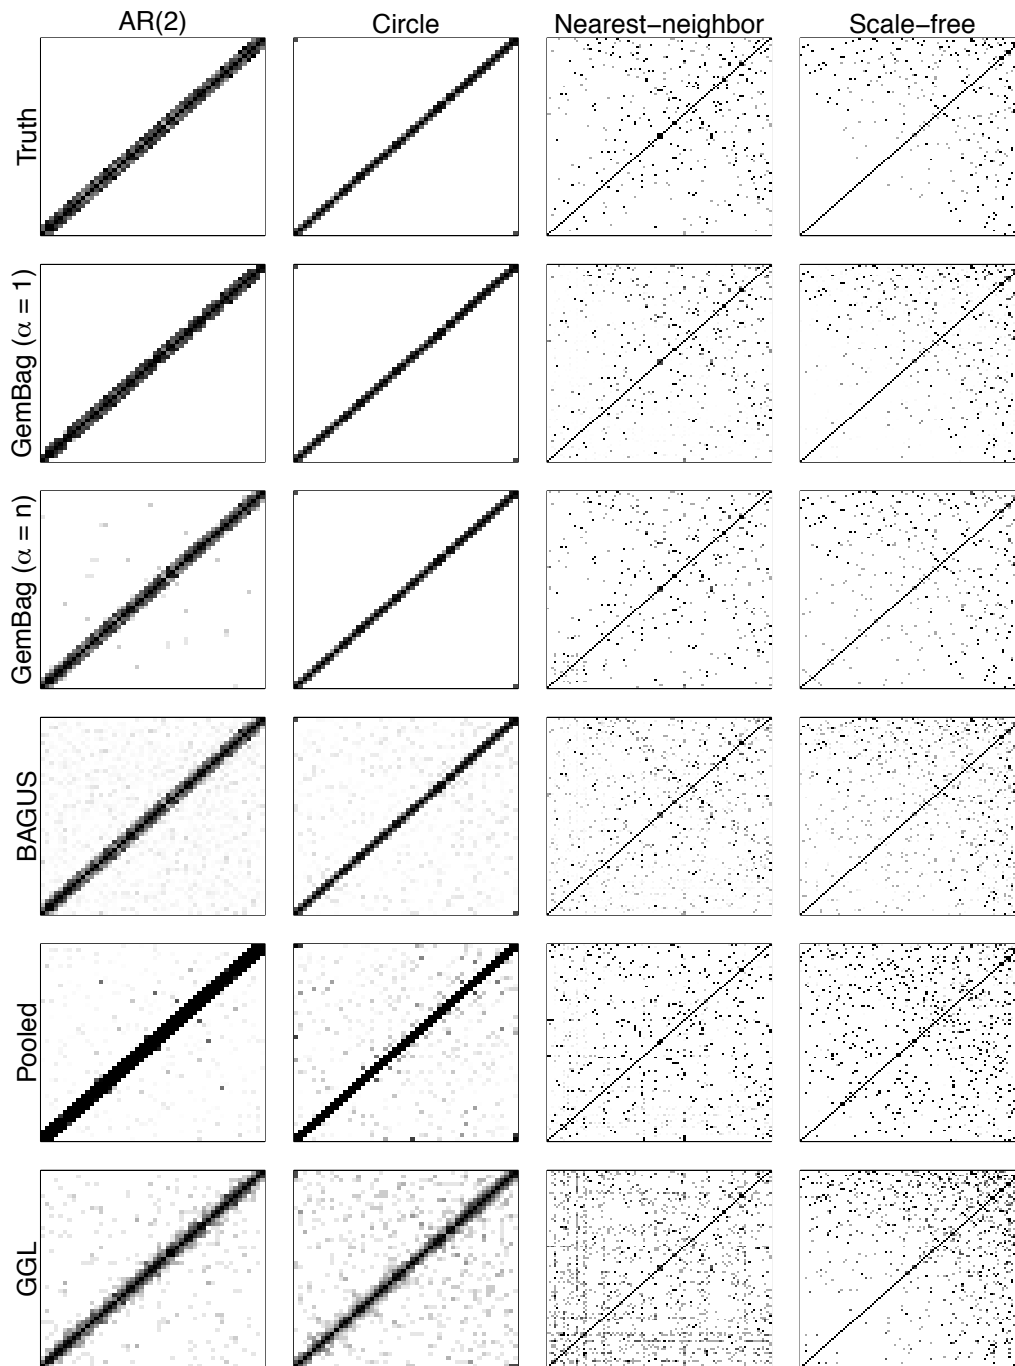 AR(2) Circle Nearest−neighbor Scale−free
Truth
GemBag (α = 1)
GemBag (α = n)
BAGUS
Pooled
GGL